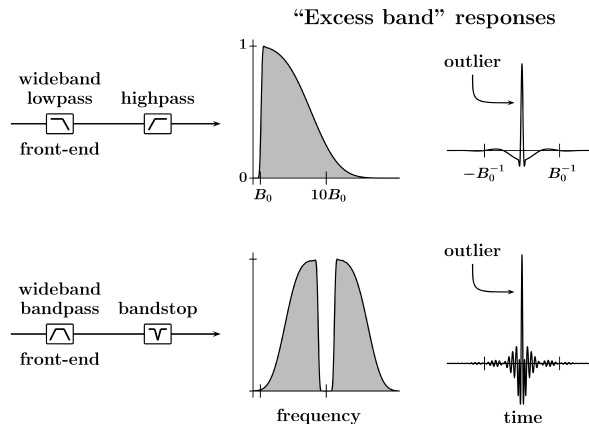 “Excess band” responses
wideband
lowpass
highpass
front-end
1
0
B₀
10B₀
outlier
−B₀⁻¹
B₀⁻¹
wideband
bandpass
bandstop
front-end
frequency
outlier
time